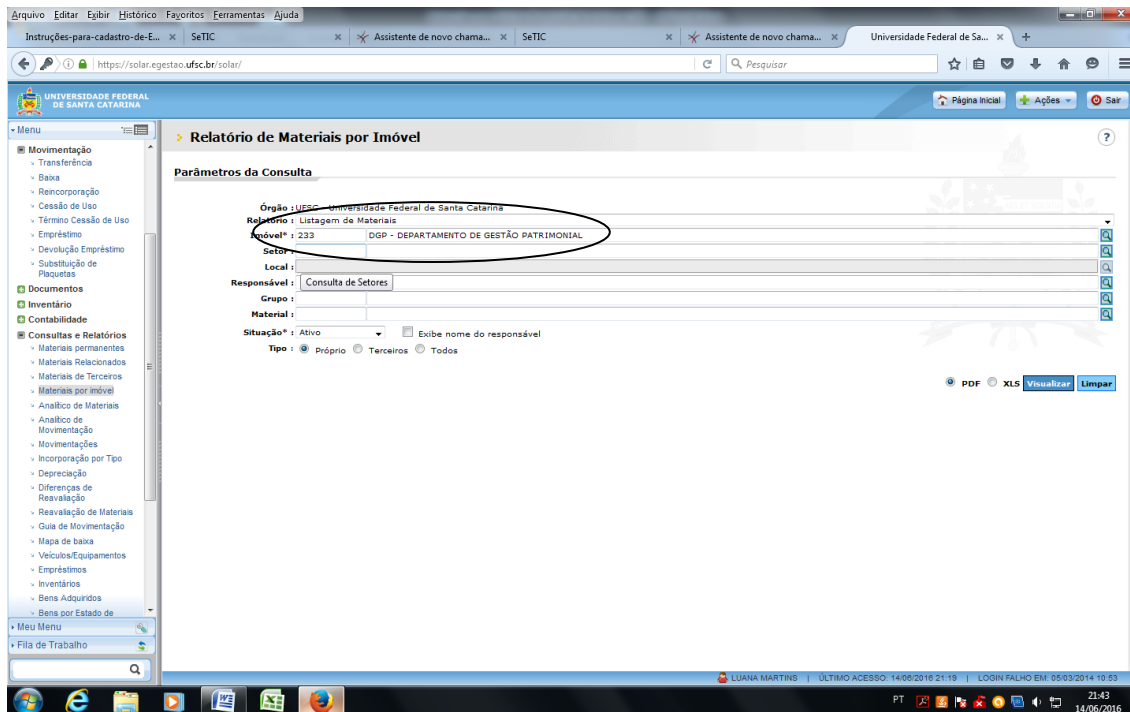 Arquivo Editar Exibir Histórico Favoritos Ferramentas Ajuda
Instruções-para-cadastro-de-E... × SeTIC × Assistente de novo chama... × SeTIC × Assistente de novo chama... × Universidade Federal de Sa... × +
https://solar.egestao.ufsc.br/solar/ Pesquisar
UNIVERSIDADE FEDERAL
DE SANTA CATARINA
Página Inicial Ações Sair
Menu
Movimentação
Transferência
Baixa
Reincorporação
Cessão de Uso
Término Cessão de Uso
Empréstimo
Devolução Empréstimo
Substituição de
Plaquetas
Documentos
Inventário
Contabilidade
Consultas e Relatórios
Materiais permanentes
Materiais Relacionados
Materiais de Terceiros
Materiais por imóvel
Analítico de Materiais
Analítico de
Movimentação
Movimentações
Incorporação por Tipo
Depreciação
Diferenças de
Reavaliação
Reavaliação de Materiais
Guia de Movimentação
Mapa de baixa
Veículos/Equipamentos
Empréstimos
Inventários
Bens Adquiridos
Bens por Estado de
Meu Menu
Fila de Trabalho
Relatório de Materiais por Imóvel ?
Parâmetros da Consulta
Órgão : UFSC - Universidade Federal de Santa Catarina
Relatório : Listagem de Materiais
Imóvel* : 233 DGP - DEPARTAMENTO DE GESTÃO PATRIMONIAL
Setor :
Local :
Responsável : Consulta de Setores
Grupo :
Material :
Situação* : Ativo Exibe nome do responsável
Tipo : Próprio Terceiros Todos
PDF XLS Visualizar Limpar
LUANA MARTINS | ÚLTIMO ACESSO: 14/06/2016 21:19 | LOGIN FALHO EM: 05/03/2014 10:53
PT 21:43
14/06/2016